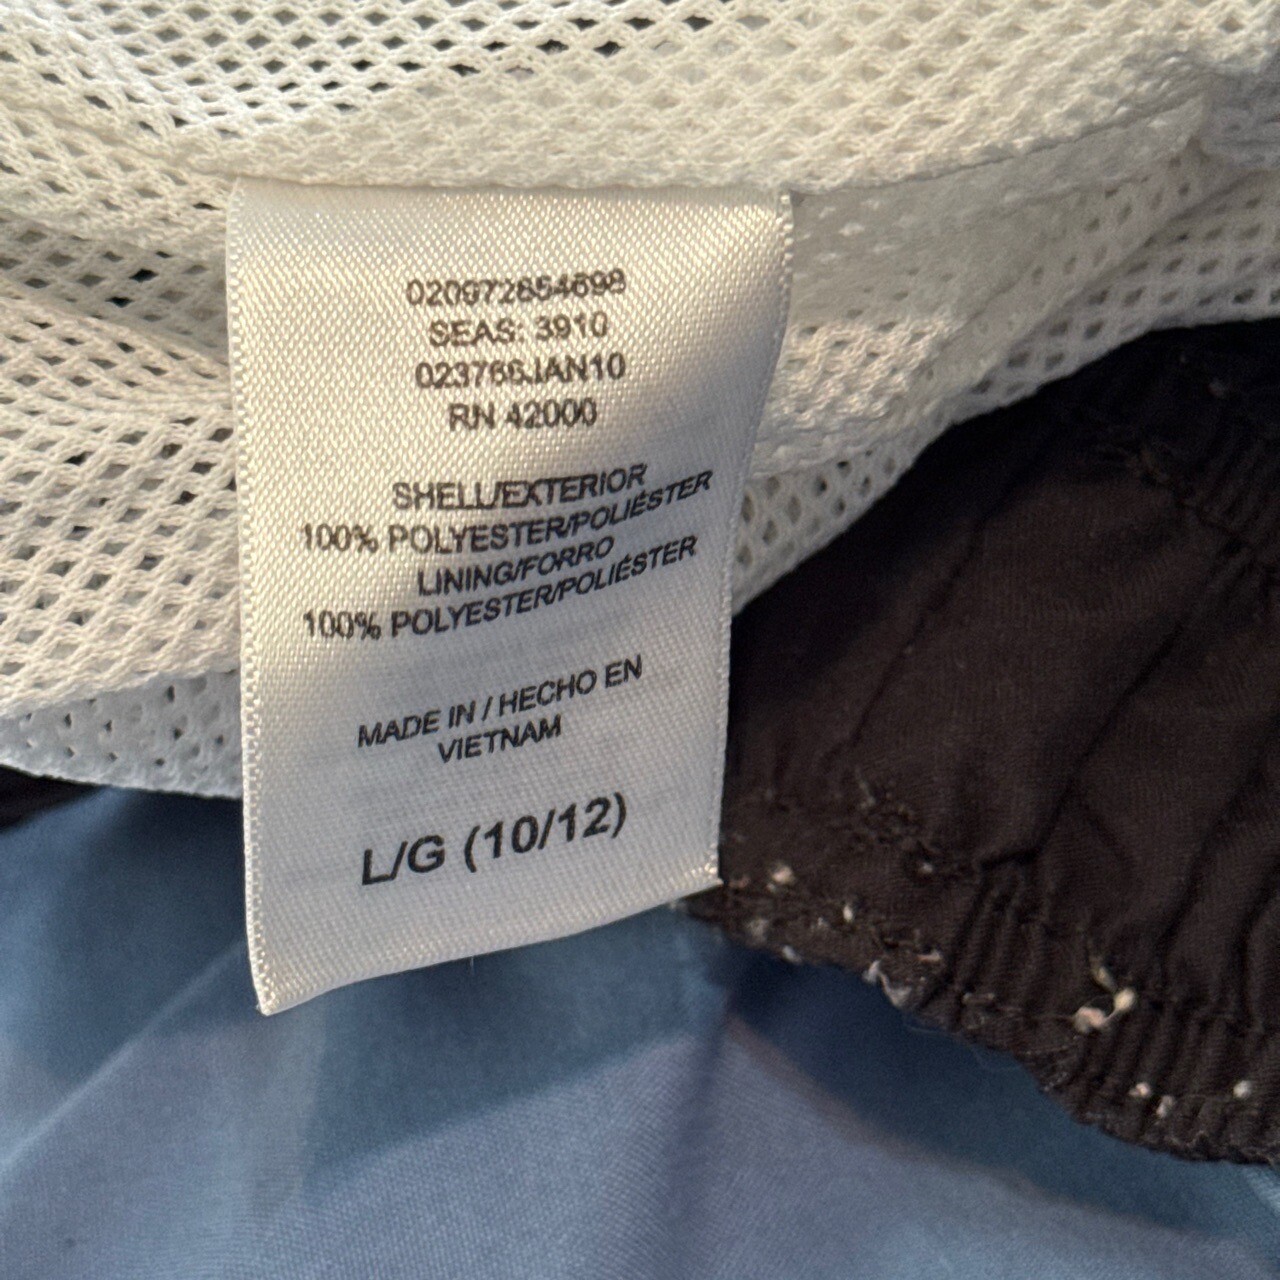 020972654698
SEAS: 3910
023766JAN10
RN 42000
SHELL/EXTERIOR
100% POLYESTER/POLIÉSTER
LINING/FORRO
100% POLYESTER/POLIÉSTER
MADE IN / HECHO EN
VIETNAM
L/G (10/12)